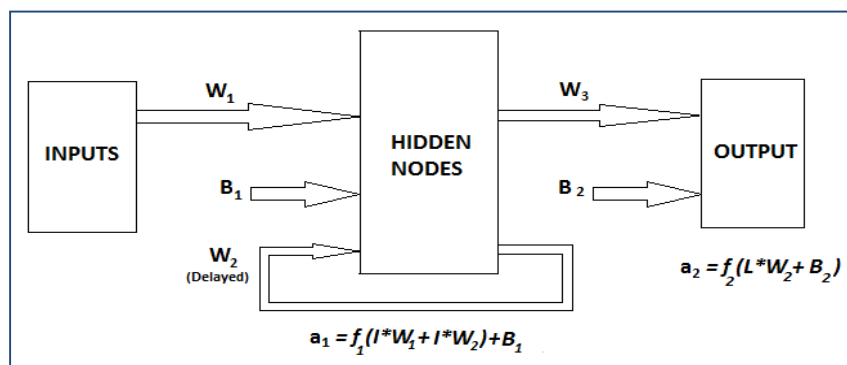 W₁
W₃
INPUTS
HIDDEN
NODES
OUTPUT
B₁
B₂
W₂
(Delayed)
a₂ = f₂(L*W₂+B₂)
a₁ = f₁(I*W₁+I*W₂)+B₁